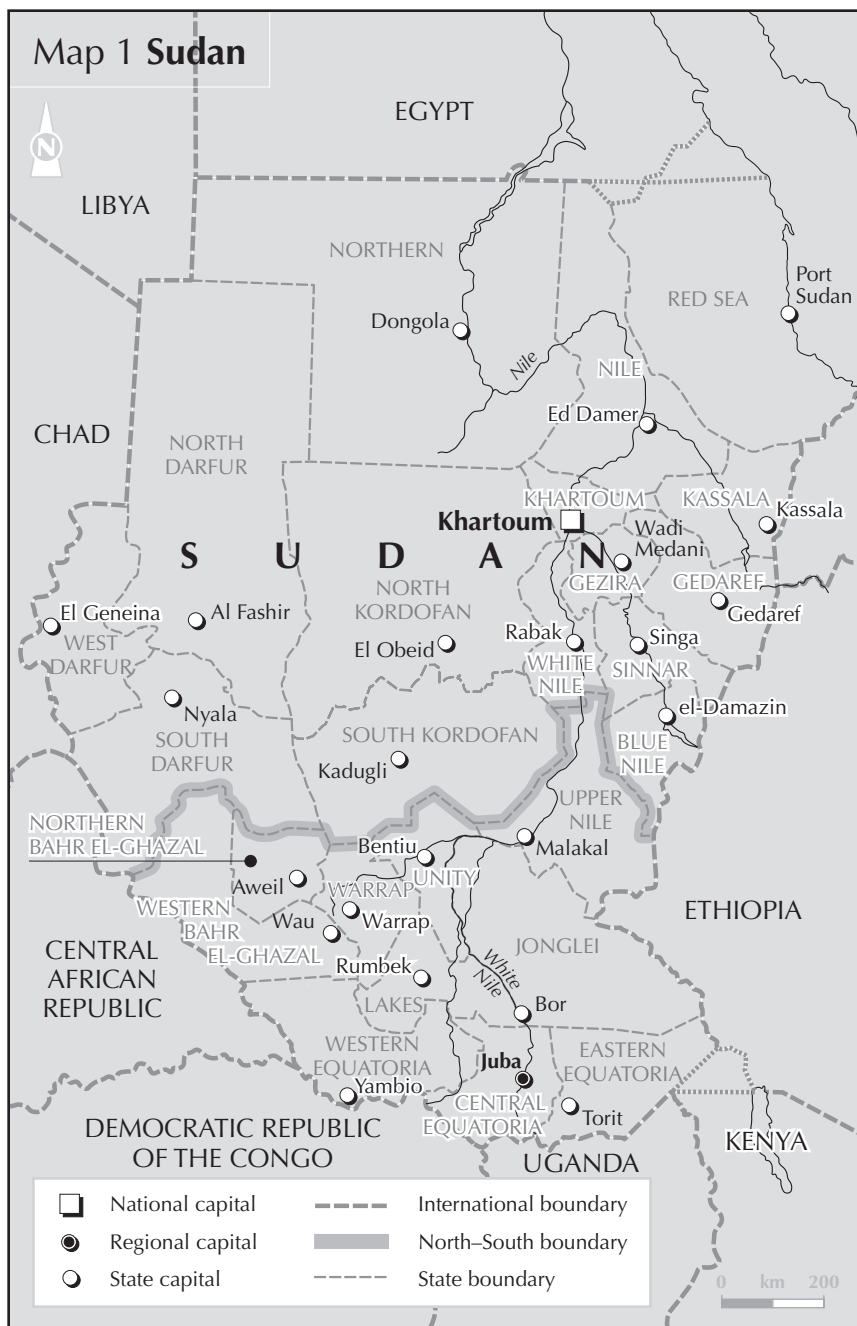 Map 1 Sudan
N
EGYPT
LIBYA
NORTHERN
RED SEA
Port
Sudan
Dongola
Nile
NILE
Ed Damer
CHAD
NORTH
DARFUR
KHARTOUM
KASSALA
Khartoum
Kassala
Wadi
Medani
S U D A N
GEZIRA
NORTH
KORDOFAN
GEDAREF
Gedaref
El Geneina
Al Fashir
WEST
DARFUR
El Obeid
Rabak
Singa
WHITE
NILE
SINNAR
Nyala
el-Damazin
SOUTH
DARFUR
SOUTH KORDOFAN
Kadugli
BLUE
NILE
UPPER
NILE
NORTHERN
BAHR EL-GHAZAL
Bentiu
Malakal
UNITY
Aweil
WARRAP
Warrap
WESTERN
BAHR
EL-GHAZAL
Wau
ETHIOPIA
CENTRAL
AFRICAN
REPUBLIC
JONGLEI
Rumbek
White
Nile
LAKES
Bor
WESTERN
EQUATORIA
Juba
EASTERN
EQUATORIA
Yambio
CENTRAL
EQUATORIA
Torit
DEMOCRATIC REPUBLIC
OF THE CONGO
UGANDA
KENYA
National capital
International boundary
Regional capital
North–South boundary
State capital
State boundary
0 km 200